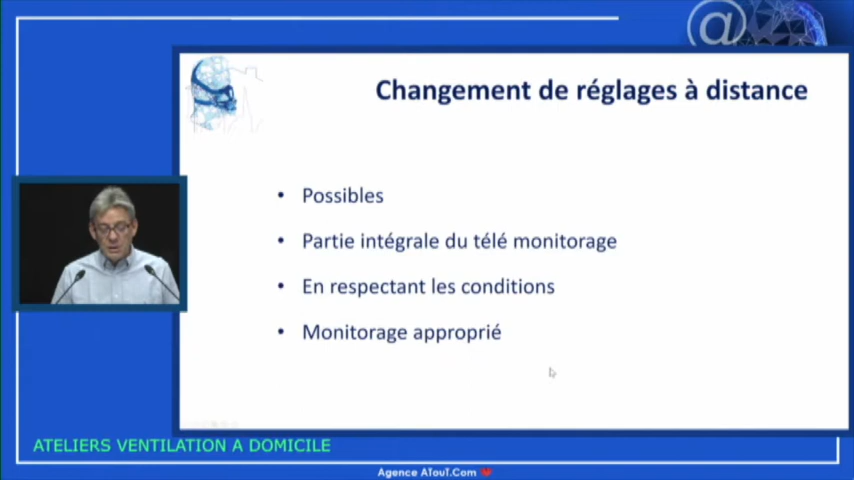 @
Changement de réglages à distance
• Possibles
• Partie intégrale du télé monitorage
• En respectant les conditions
• Monitorage approprié
ATELIERS VENTILATION A DOMICILE
Agence ATouT.Com